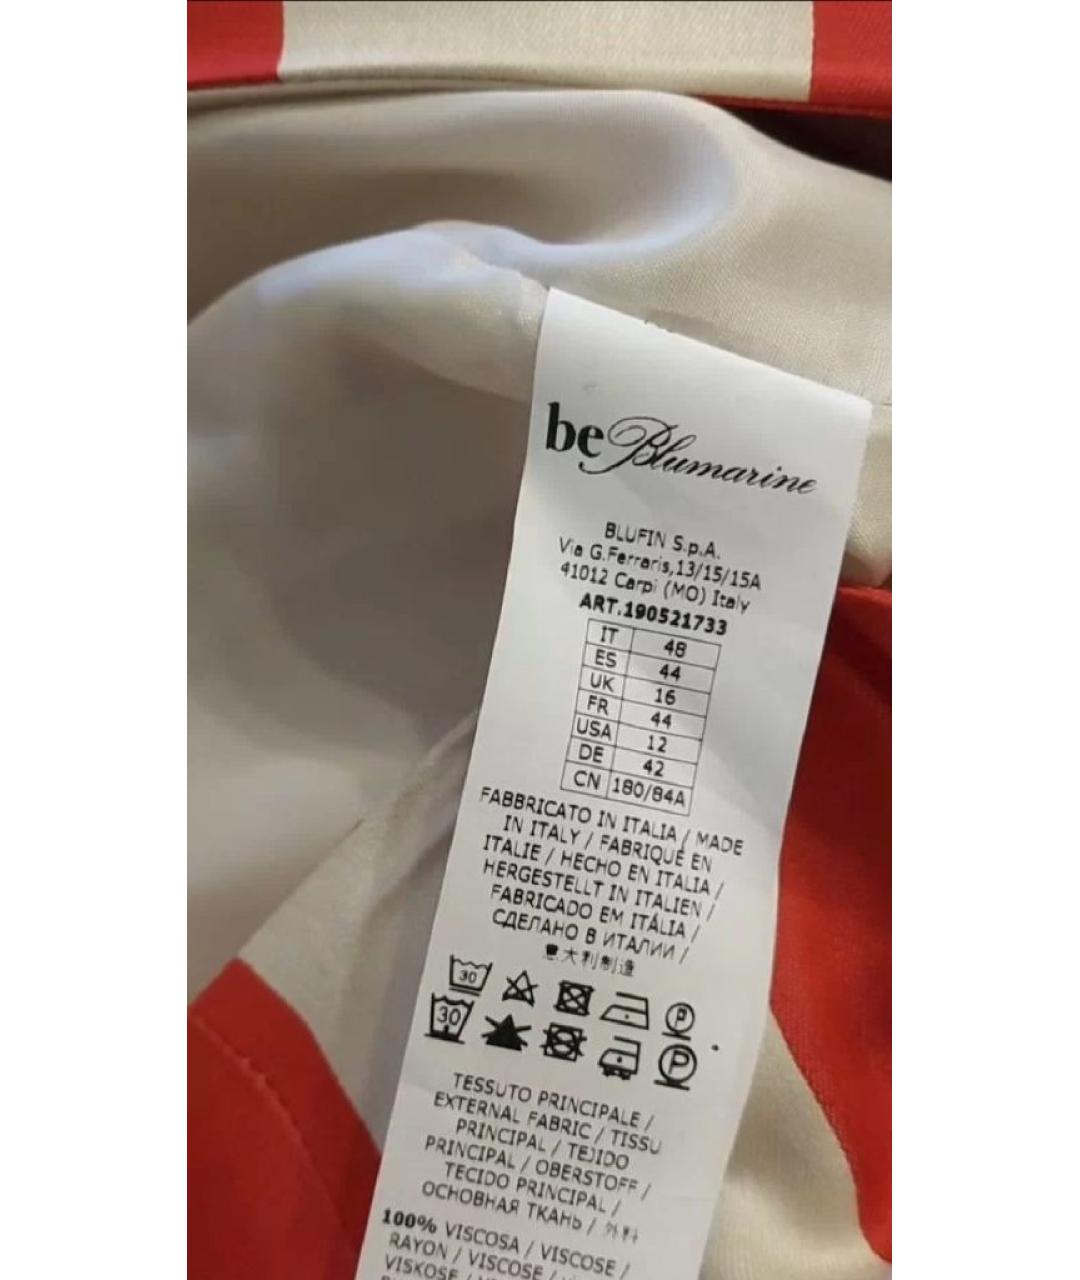 be Blumarine
BLUFIN S.p.A.
Via G.Ferraris,13/15/15A
41012 Carpi (MO) Italy
ART.190521733
IT 48
ES 44
UK 16
FR 44
USA 12
DE 42
CN 180/84A
FABBRICATO IN ITALIA / MADE
IN ITALY / FABRIQUÉ EN
ITALIE / HECHO EN ITALIA /
HERGESTELLT IN ITALIEN /
FABRICADO EM ITÁLIA /
СДЕЛАНО В ИТАЛИИ /
意大利制造
30 P
30 P
TESSUTO PRINCIPALE /
EXTERNAL FABRIC / TISSU
PRINCIPAL / TEJIDO
PRINCIPAL / OBERSTOFF /
TECIDO PRINCIPAL /
ОСНОВНАЯ ТКАНЬ / 外料
100% VISCOSA / VISCOSE /
RAYON / VISCOSE /
VISKOSE /